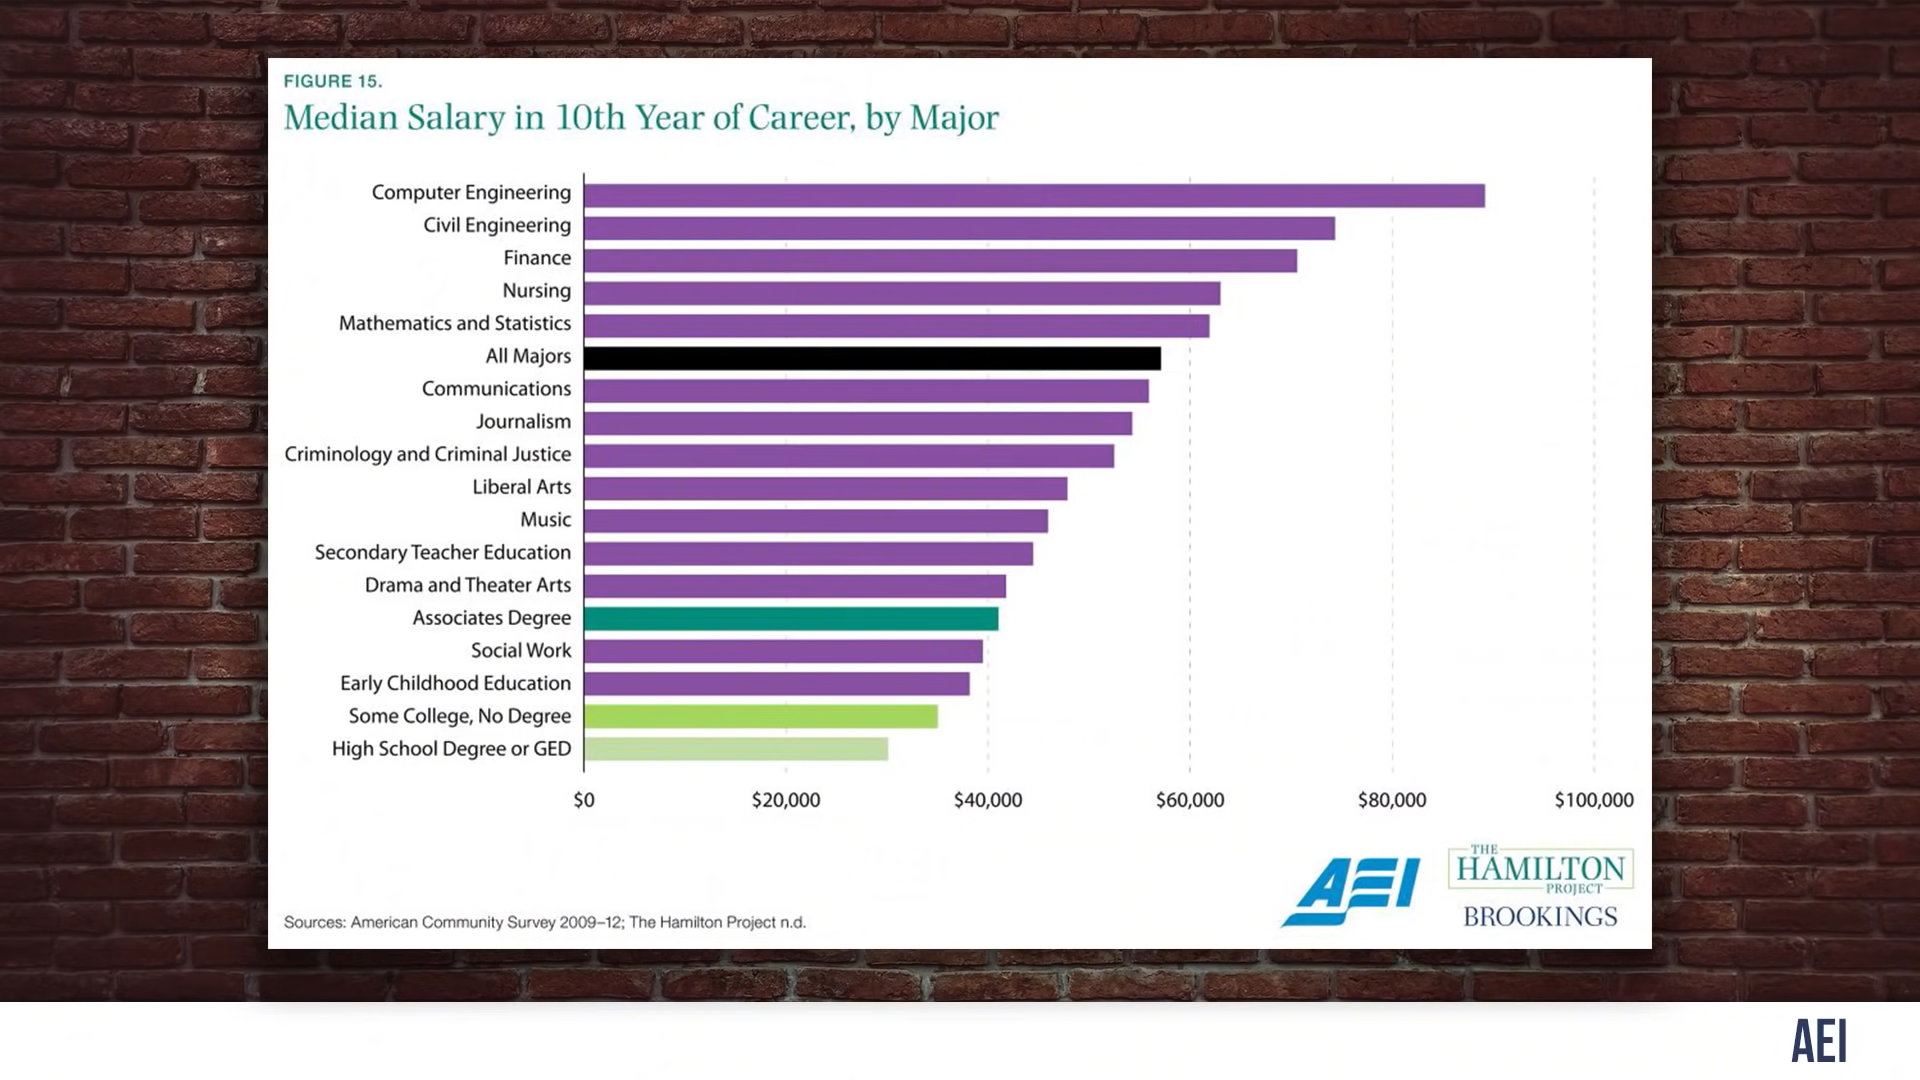 FIGURE 15.
Median Salary in 10th Year of Career, by Major
Computer Engineering
Civil Engineering
Finance
Nursing
Mathematics and Statistics
All Majors
Communications
Journalism
Criminology and Criminal Justice
Liberal Arts
Music
Secondary Teacher Education
Drama and Theater Arts
Associates Degree
Social Work
Early Childhood Education
Some College, No Degree
High School Degree or GED
$0 $20,000 $40,000 $60,000 $80,000 $100,000
AEI
THE
HAMILTON
PROJECT
BROOKINGS
Sources: American Community Survey 2009–12; The Hamilton Project n.d.
AEI